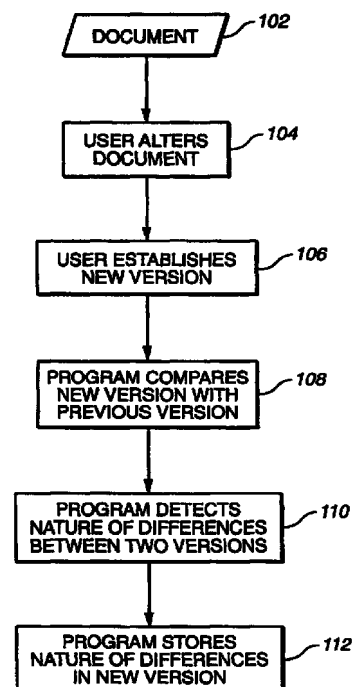 DOCUMENT
102
USER ALTERS
DOCUMENT
104
USER ESTABLISHES
NEW VERSION
106
PROGRAM COMPARES
NEW VERSION WITH
PREVIOUS VERSION
108
PROGRAM DETECTS
NATURE OF DIFFERENCES
BETWEEN TWO VERSIONS
110
PROGRAM STORES
NATURE OF DIFFERENCES
IN NEW VERSION
112